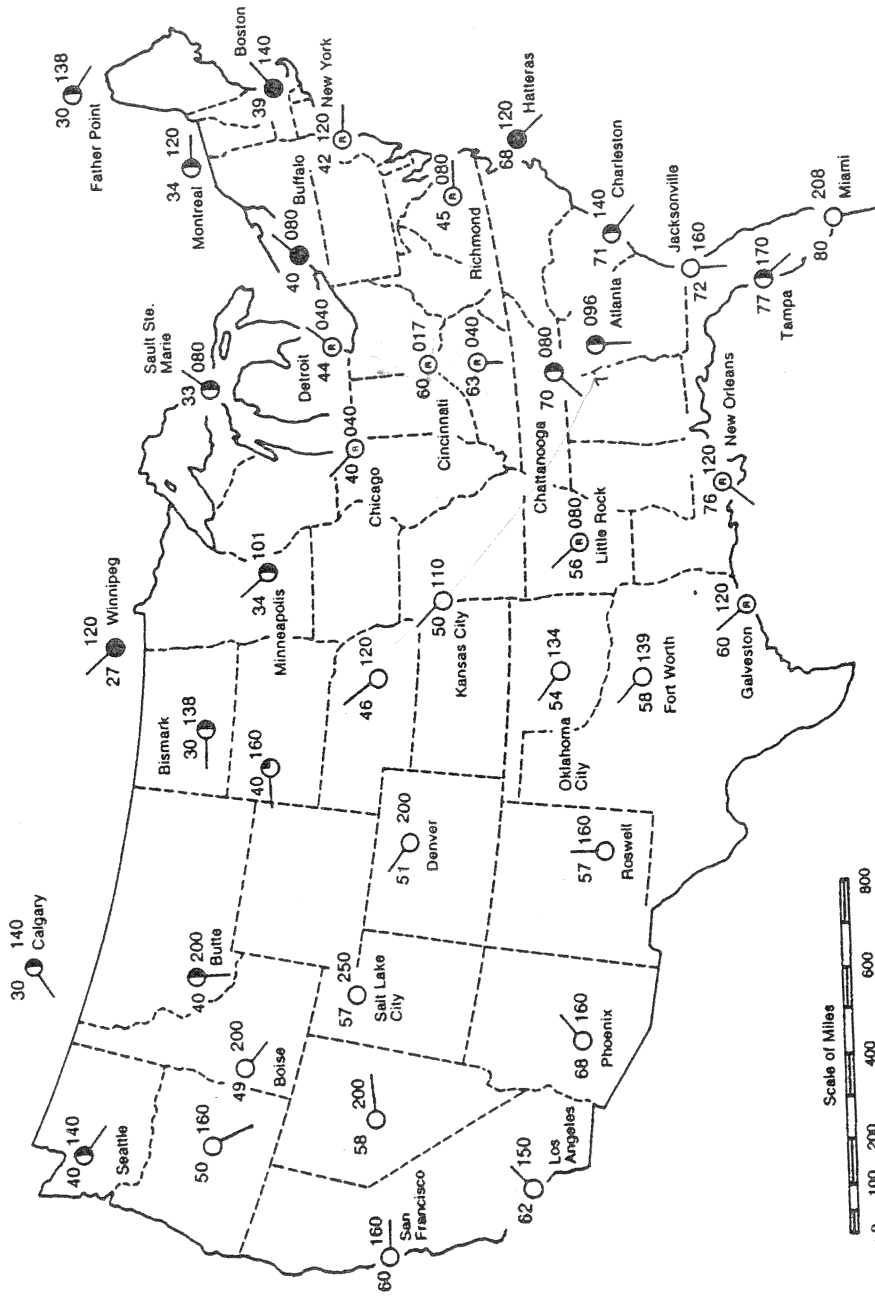 30 140
Calgary
120
27 Winnipeg
30 138
Father Point
40 140
Seattle
40 200
Butte
Bismark
30 138
Sault Ste.
Marie
33 080
Montreal
34 120
Boston
39 140
50 160
49 200
Boise
40 160
34 101
Minneapolis
40 080
Buffalo
120 New York
42
Detroit
44 040
57 250
Salt Lake
City
58 200
51 200
Denver
46 120
40 040
Chicago
60 017
Cincinnati
45 080
Richmond
60 160
San
Francisco
50 110
Kansas City
63 040
68 120
Hatteras
62 150
Los
Angeles
68 160
Phoenix
57 160
Roswell
54 134
Oklahoma
City
56 080
Little Rock
Chattanooga
70 080
096
Atlanta
71 140
Charleston
58 139
Fort Worth
Jacksonville
72 160
60 120
Galveston
76 120
New Orleans
77 170
Tampa
80 208
Miami
Scale of Miles
0 100 200 400 600 800